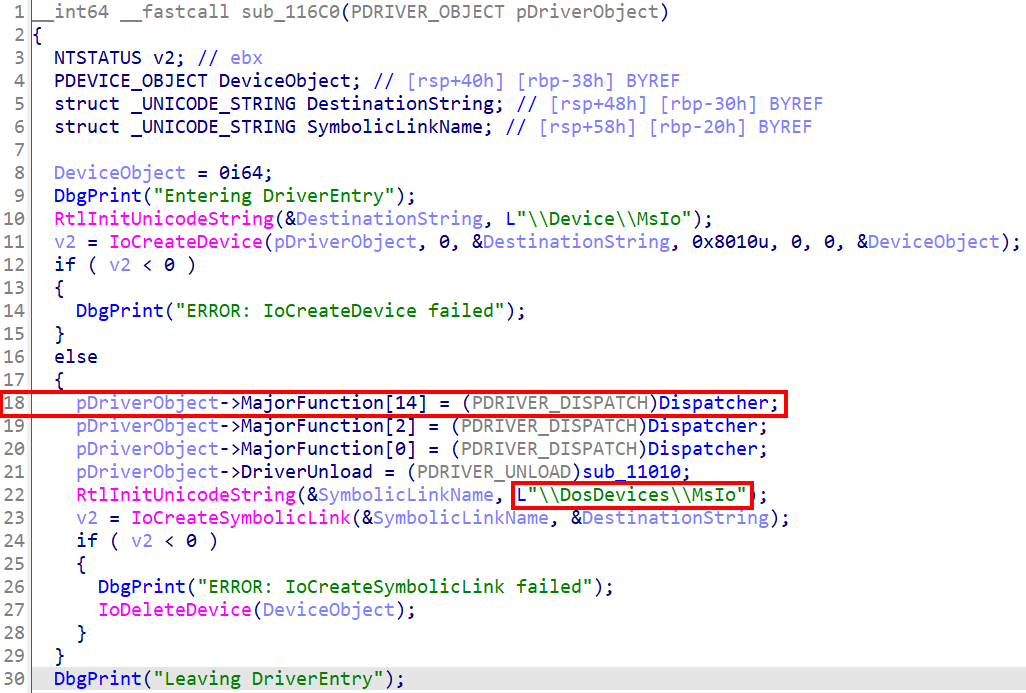 1 __int64 __fastcall sub_116C0(PDRIVER_OBJECT pDriverObject)
2 {
3   NTSTATUS v2; // ebx
4   PDEVICE_OBJECT DeviceObject; // [rsp+40h] [rbp-38h] BYREF
5   struct _UNICODE_STRING DestinationString; // [rsp+48h] [rbp-30h] BYREF
6   struct _UNICODE_STRING SymbolicLinkName; // [rsp+58h] [rbp-20h] BYREF
7
8   DeviceObject = 0i64;
9   DbgPrint("Entering DriverEntry");
10   RtlInitUnicodeString(&DestinationString, L"\\Device\\MsIo");
11   v2 = IoCreateDevice(pDriverObject, 0, &DestinationString, 0x8010u, 0, 0, &DeviceObject);
12   if ( v2 < 0 )
13   {
14     DbgPrint("ERROR: IoCreateDevice failed");
15   }
16   else
17   {
18     pDriverObject->MajorFunction[14] = (PDRIVER_DISPATCH)Dispatcher;
19     pDriverObject->MajorFunction[2] = (PDRIVER_DISPATCH)Dispatcher;
20     pDriverObject->MajorFunction[0] = (PDRIVER_DISPATCH)Dispatcher;
21     pDriverObject->DriverUnload = (PDRIVER_UNLOAD)sub_11010;
22     RtlInitUnicodeString(&SymbolicLinkName, L"\\DosDevices\\MsIo");
23     v2 = IoCreateSymbolicLink(&SymbolicLinkName, &DestinationString);
24     if ( v2 < 0 )
25     {
26       DbgPrint("ERROR: IoCreateSymbolicLink failed");
27       IoDeleteDevice(DeviceObject);
28     }
29   }
30   DbgPrint("Leaving DriverEntry");